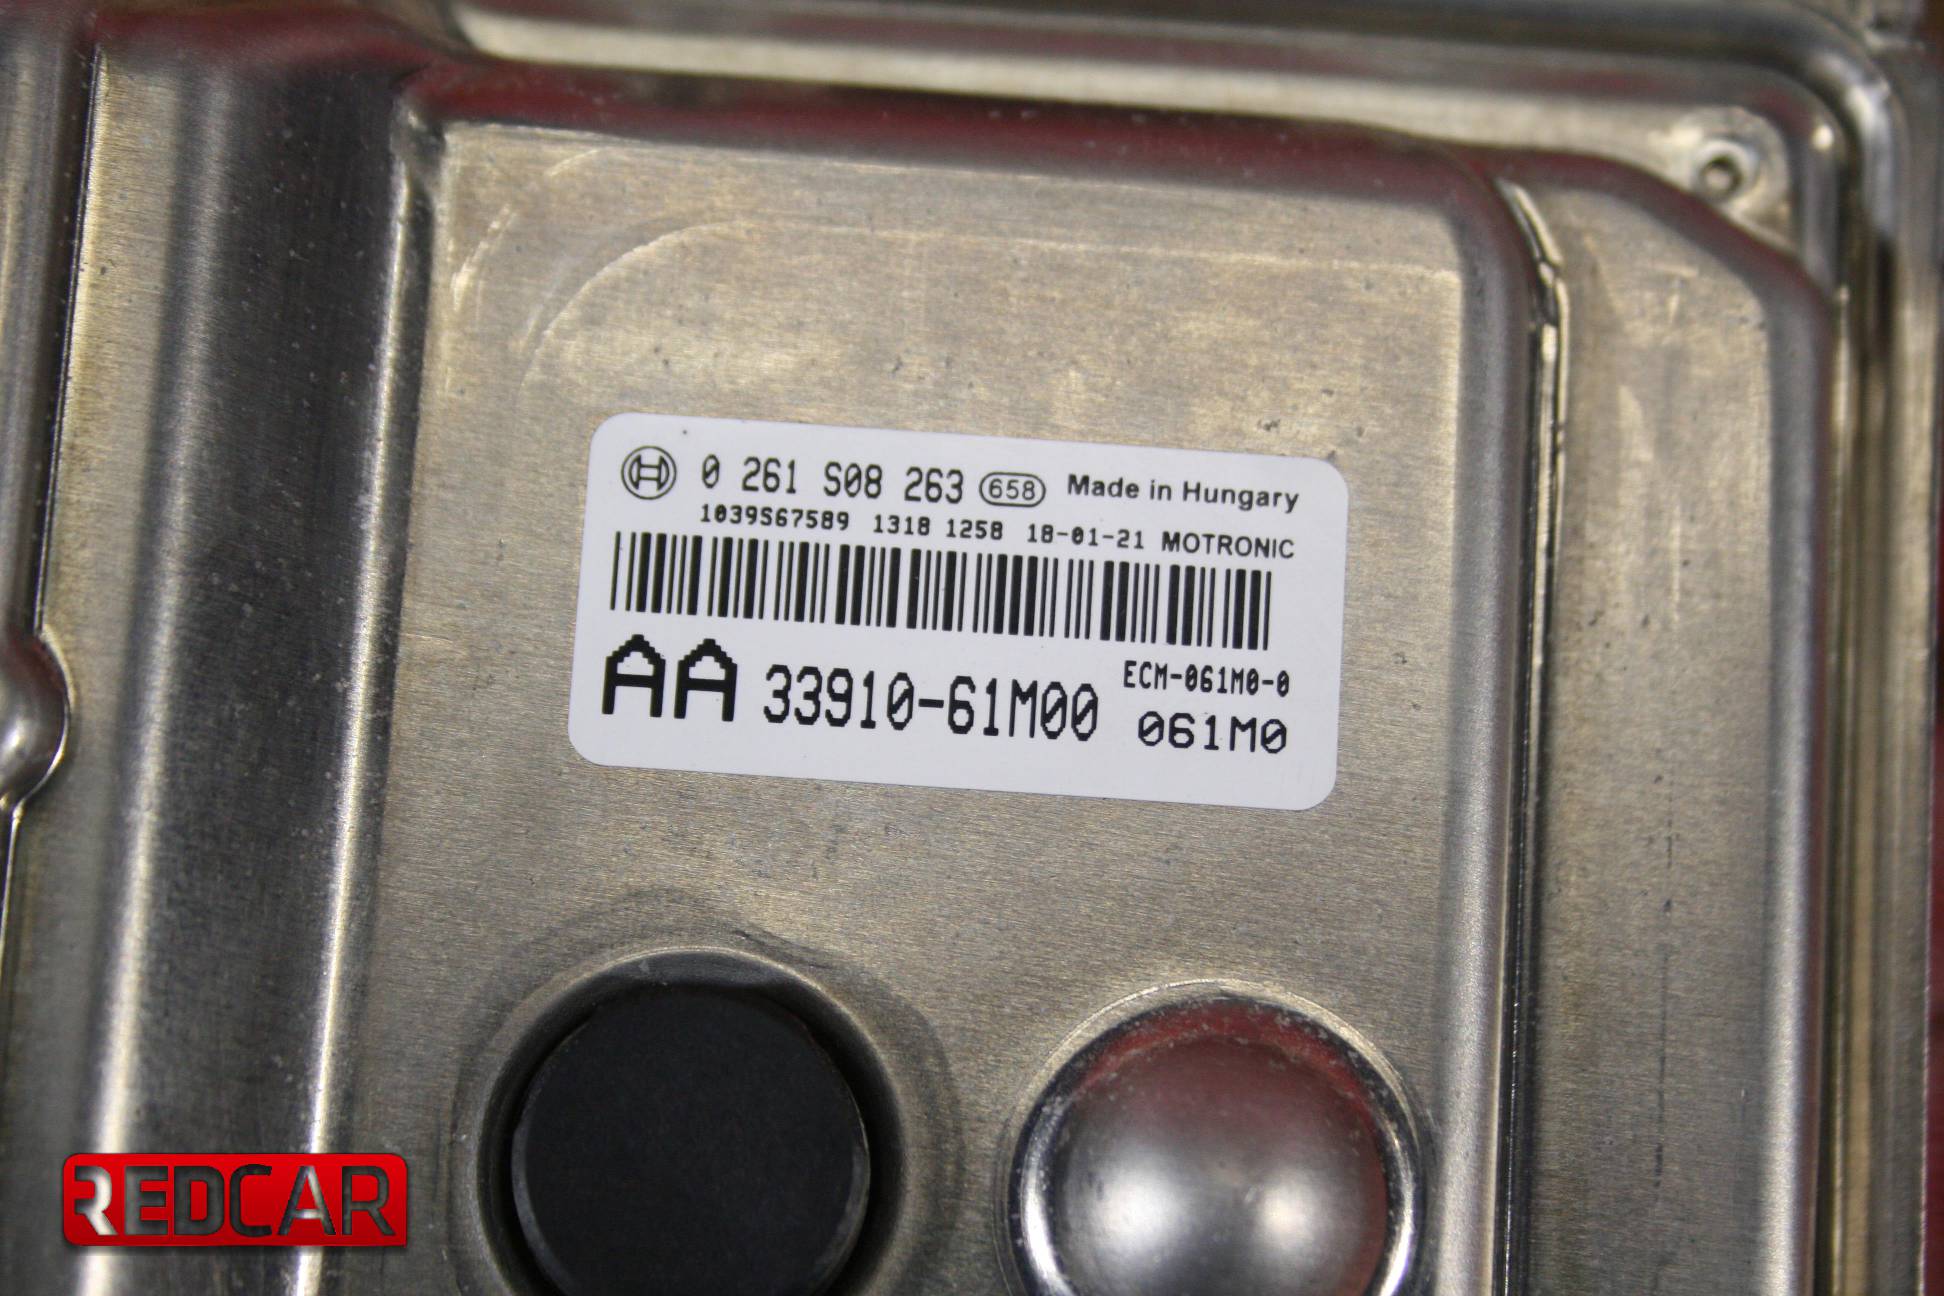 0 261 S08 263 658 Made in Hungary
1039S67589 1318 1258 18-01-21 MOTRONIC
AA 33910-61M00 ECM-061M0-0
061M0
REDCAR